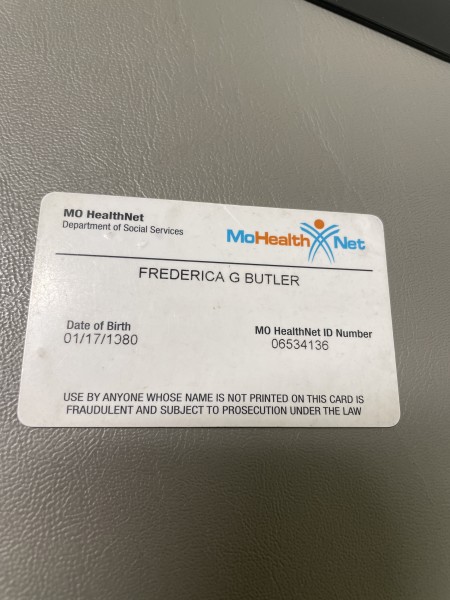 MO HealthNet
Department of Social Services
MoHealthNet
FREDERICA G BUTLER
Date of Birth
01/17/1980
MO HealthNet ID Number
06534136
USE BY ANYONE WHOSE NAME IS NOT PRINTED ON THIS CARD IS
FRAUDULENT AND SUBJECT TO PROSECUTION UNDER THE LAW